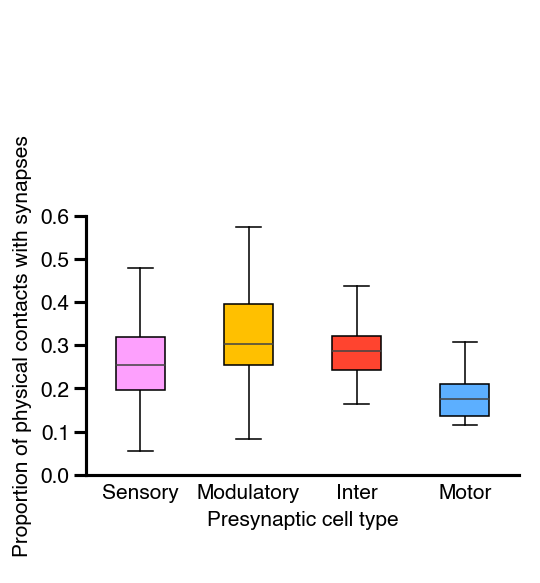 Proportion of physical contacts with synapses
0.6
0.5
0.4
0.3
0.2
0.1
0.0
Sensory Modulatory Inter Motor
Presynaptic cell type